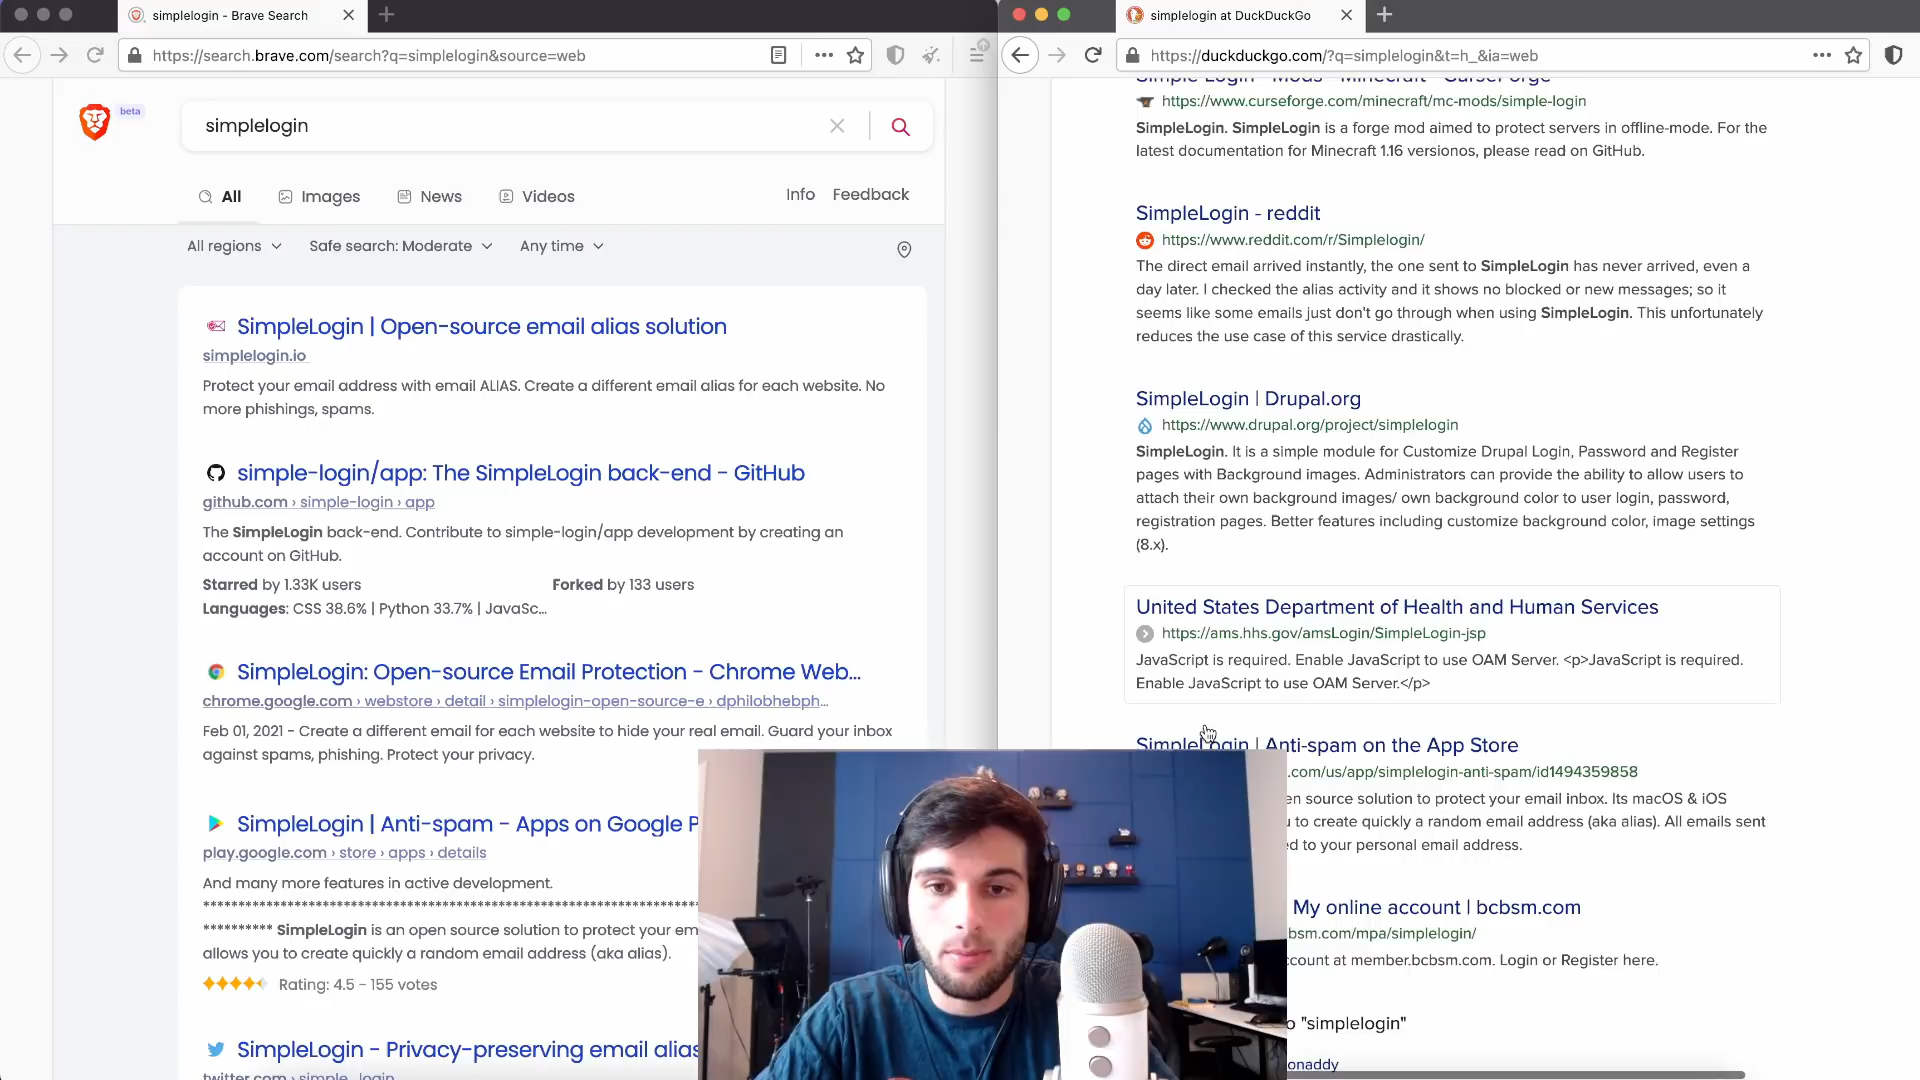 simplelogin - Brave Search
https://search.brave.com/search?q=simplelogin&source=web
beta
simplelogin
All
Images
News
Videos
Info
Feedback
All regions
Safe search: Moderate
Any time
SimpleLogin | Open-source email alias solution
simplelogin.io
Protect your email address with email ALIAS. Create a different email alias for each website. No
more phishings, spams.
simple-login/app: The SimpleLogin back-end - GitHub
github.com › simple-login › app
The SimpleLogin back-end. Contribute to simple-login/app development by creating an
account on GitHub.
Starred by 1.33K users
Forked by 133 users
Languages: CSS 38.6% | Python 33.7% | JavaSc...
SimpleLogin: Open-source Email Protection - Chrome Web...
chrome.google.com › webstore › detail › simplelogin-open-source-e › dphilobhebph...
Feb 01, 2021 - Create a different email for each website to hide your real email. Guard your inbox
against spams, phishing. Protect your privacy.
SimpleLogin | Anti-spam - Apps on Google P
play.google.com › store › apps › details
And many more features in active development.
**************************************************************************
********** SimpleLogin is an open source solution to protect your em
allows you to create quickly a random email address (aka alias).
Rating: 4.5 - 155 votes
SimpleLogin - Privacy-preserving email alias
twitter.com › simple_login
simplelogin at DuckDuckGo
https://duckduckgo.com/?q=simplelogin&t=h_&ia=web
Simple Login - Mods - Minecraft - CurseForge
https://www.curseforge.com/minecraft/mc-mods/simple-login
SimpleLogin. SimpleLogin is a forge mod aimed to protect servers in offline-mode. For the
latest documentation for Minecraft 1.16 versionos, please read on GitHub.
SimpleLogin - reddit
https://www.reddit.com/r/Simplelogin/
The direct email arrived instantly, the one sent to SimpleLogin has never arrived, even a
day later. I checked the alias activity and it shows no blocked or new messages; so it
seems like some emails just don't go through when using SimpleLogin. This unfortunately
reduces the use case of this service drastically.
SimpleLogin | Drupal.org
https://www.drupal.org/project/simplelogin
SimpleLogin. It is a simple module for Customize Drupal Login, Password and Register
pages with Background images. Administrators can provide the ability to allow users to
attach their own background images/ own background color to user login, password,
registration pages. Better features including customize background color, image settings
(8.x).
United States Department of Health and Human Services
https://ams.hhs.gov/amsLogin/SimpleLogin-jsp
JavaScript is required. Enable JavaScript to use OAM Server. <p>JavaScript is required.
Enable JavaScript to use OAM Server.</p>
SimpleLogin | Anti-spam on the App Store
.com/us/app/simplelogin-anti-spam/id1494359858
en source solution to protect your email inbox. Its macOS & iOS
u to create quickly a random email address (aka alias). All emails sent
d to your personal email address.
My online account | bcbsm.com
bsm.com/mpa/simplelogin/
count at member.bcbsm.com. Login or Register here.
o "simplelogin"
onaddy